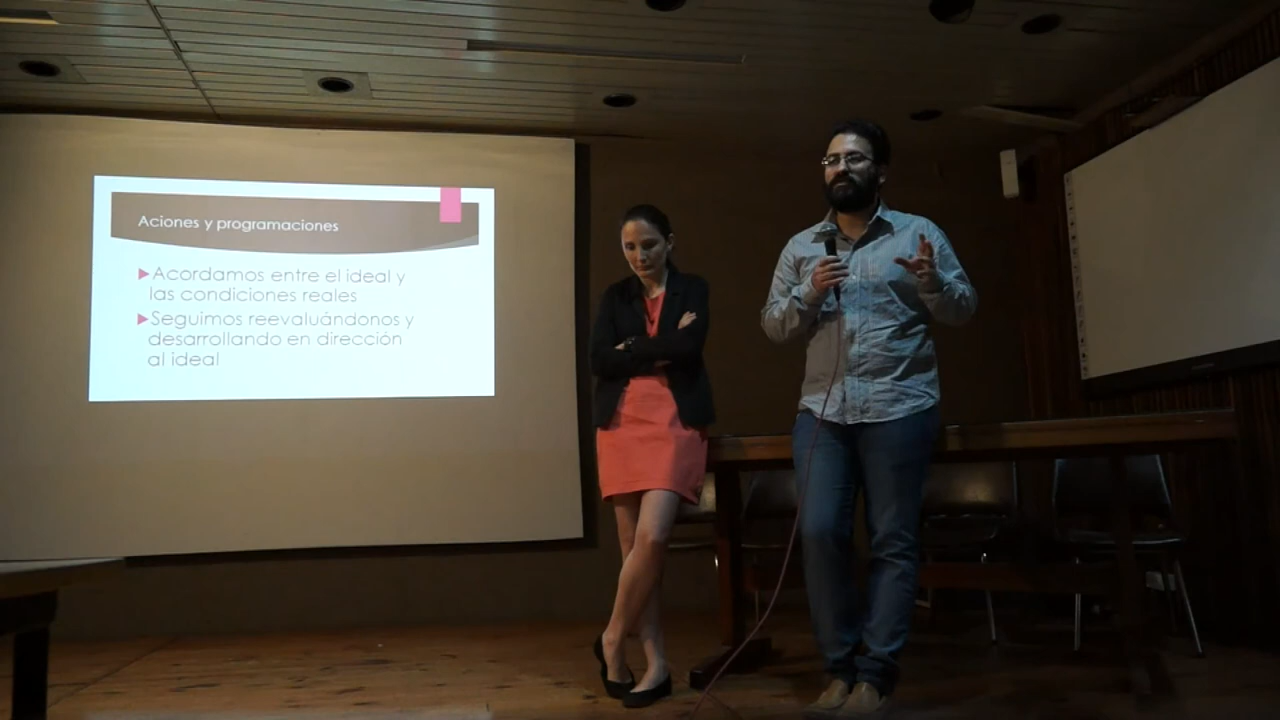 Aciones y programaciones
Acordamos entre el ideal y
las condiciones reales
Seguimos reevaluándonos y
desarrollando en dirección
al ideal